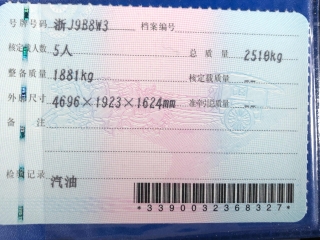 号牌号码 浙J9B8W3 档案编号
核定载人数 5人 总质量 2510kg
整备质量 1881kg 核定载质量 --
外廓尺寸 4696×1923×1624mm 准牵引总质量 --
备注
检验记录 汽油
*3390032368327*